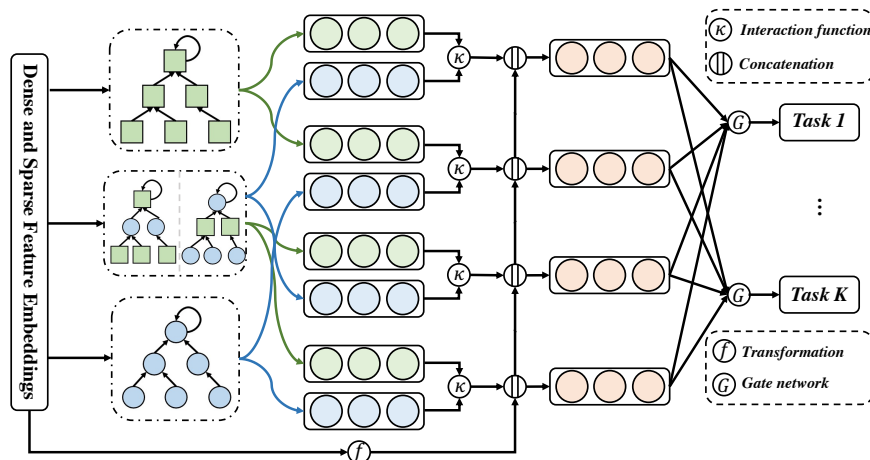 Dense and Sparse Feature Embeddings
κ
κ
κ
κ
f
G
G
κ Interaction function
Concatenation
Task 1
⋮
Task K
f Transformation
G Gate network